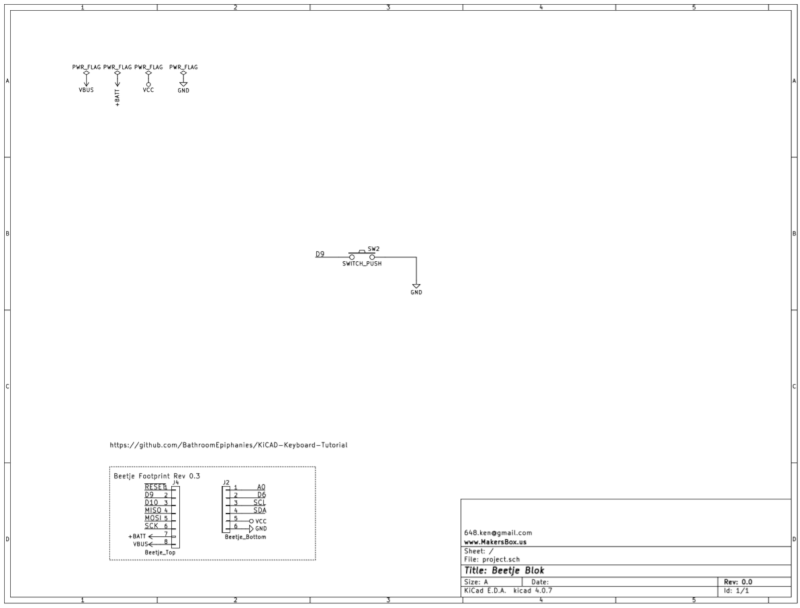 1 2 3 4 5
PWR_FLAG PWR_FLAG PWR_FLAG PWR_FLAG
VBUS +BATT VCC GND
A A
B B
D9 SW2
SWITCH_PUSH
GND
C C
https://github.com/BathroomEpiphanies/KICAD-Keyboard-Tutorial
Beetje Footprint Rev 0.3
J4 J2
RESET 1 1 A0
D9 2 2 D6
D10 3 3 SCL
MISO 4 4 SDA
MOSI 5 5 VCC
SCK 6 6 GND
+BATT 7
VBUS 8
Beetje_Top
Beetje_Bottom
D D
648.ken@gmail.com
www.MakersBox.us
Sheet: /
File: project.sch
Title: Beetje Blok
Size: A Date: Rev: 0.0
KiCad E.D.A. kicad 4.0.7 Id: 1/1
1 2 3 4 5